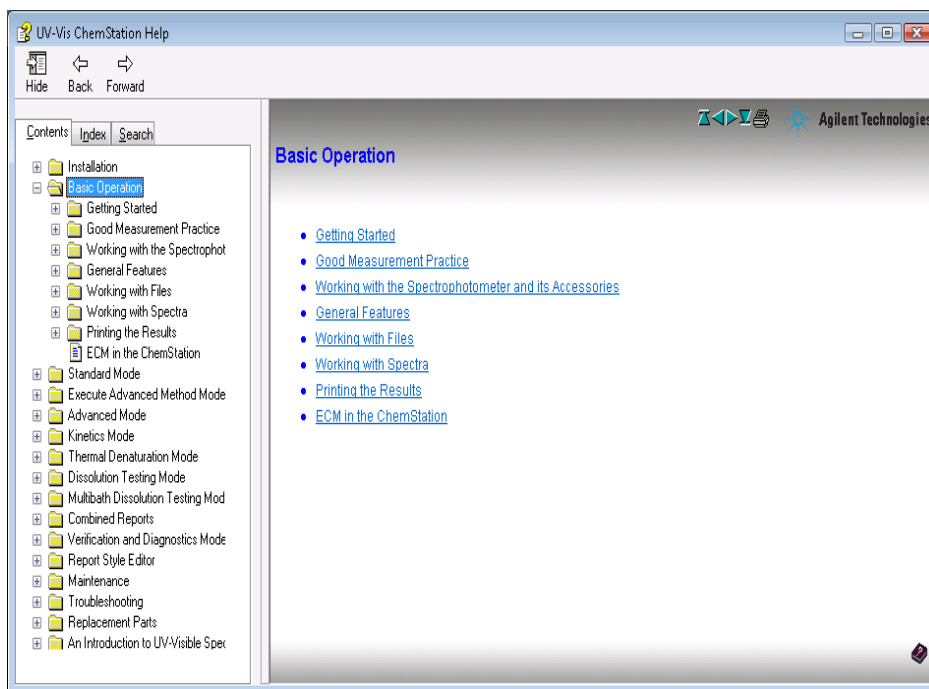 UV-Vis ChemStation Help
Hide Back Forward
Contents Index Search
Installation
Basic Operation
Getting Started
Good Measurement Practice
Working with the Spectrophot
General Features
Working with Files
Working with Spectra
Printing the Results
ECM in the ChemStation
Standard Mode
Execute Advanced Method Mode
Advanced Mode
Kinetics Mode
Thermal Denaturation Mode
Dissolution Testing Mode
Multibath Dissolution Testing Mod
Combined Reports
Verification and Diagnostics Mode
Report Style Editor
Maintenance
Troubleshooting
Replacement Parts
An Introduction to UV-Visible Spec
Agilent Technologies
Basic Operation
Getting Started
Good Measurement Practice
Working with the Spectrophotometer and its Accessories
General Features
Working with Files
Working with Spectra
Printing the Results
ECM in the ChemStation